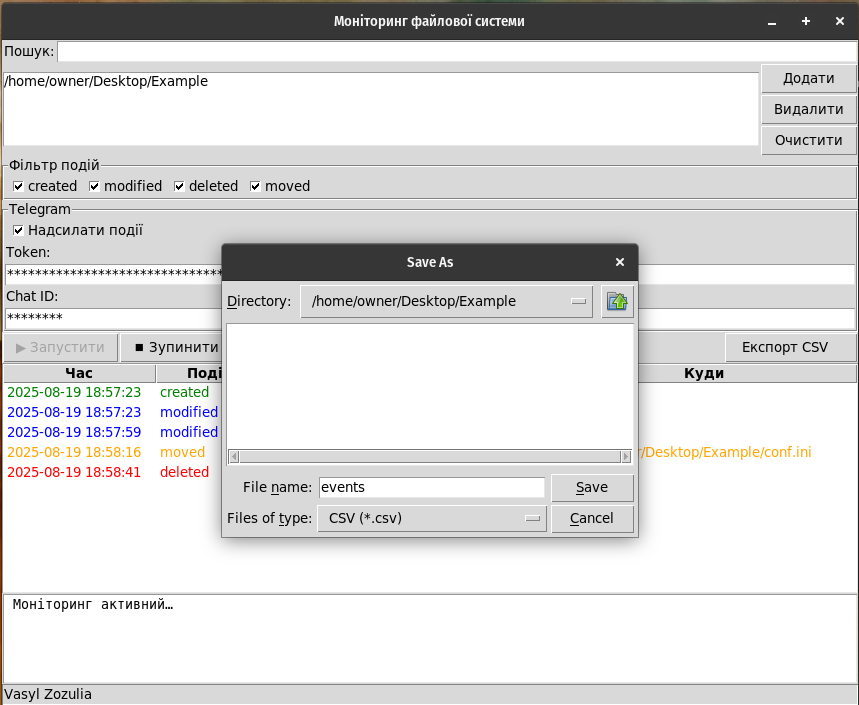 Моніторинг файлової системи
Пошук:
/home/owner/Desktop/Example
Додати
Видалити
Очистити
Фільтр подій
created modified deleted moved
Telegram
Надсилати події
Token:
*******************************
Chat ID:
********
▶ Запустити ■ Зупинити Експорт CSV
Час Поді Куди
2025-08-19 18:57:23 created
2025-08-19 18:57:23 modified
2025-08-19 18:57:59 modified
2025-08-19 18:58:16 moved r/Desktop/Example/conf.ini
2025-08-19 18:58:41 deleted
Save As
Directory: /home/owner/Desktop/Example
File name: events Save
Files of type: CSV (*.csv) Cancel
Моніторинг активний…
Vasyl Zozulia